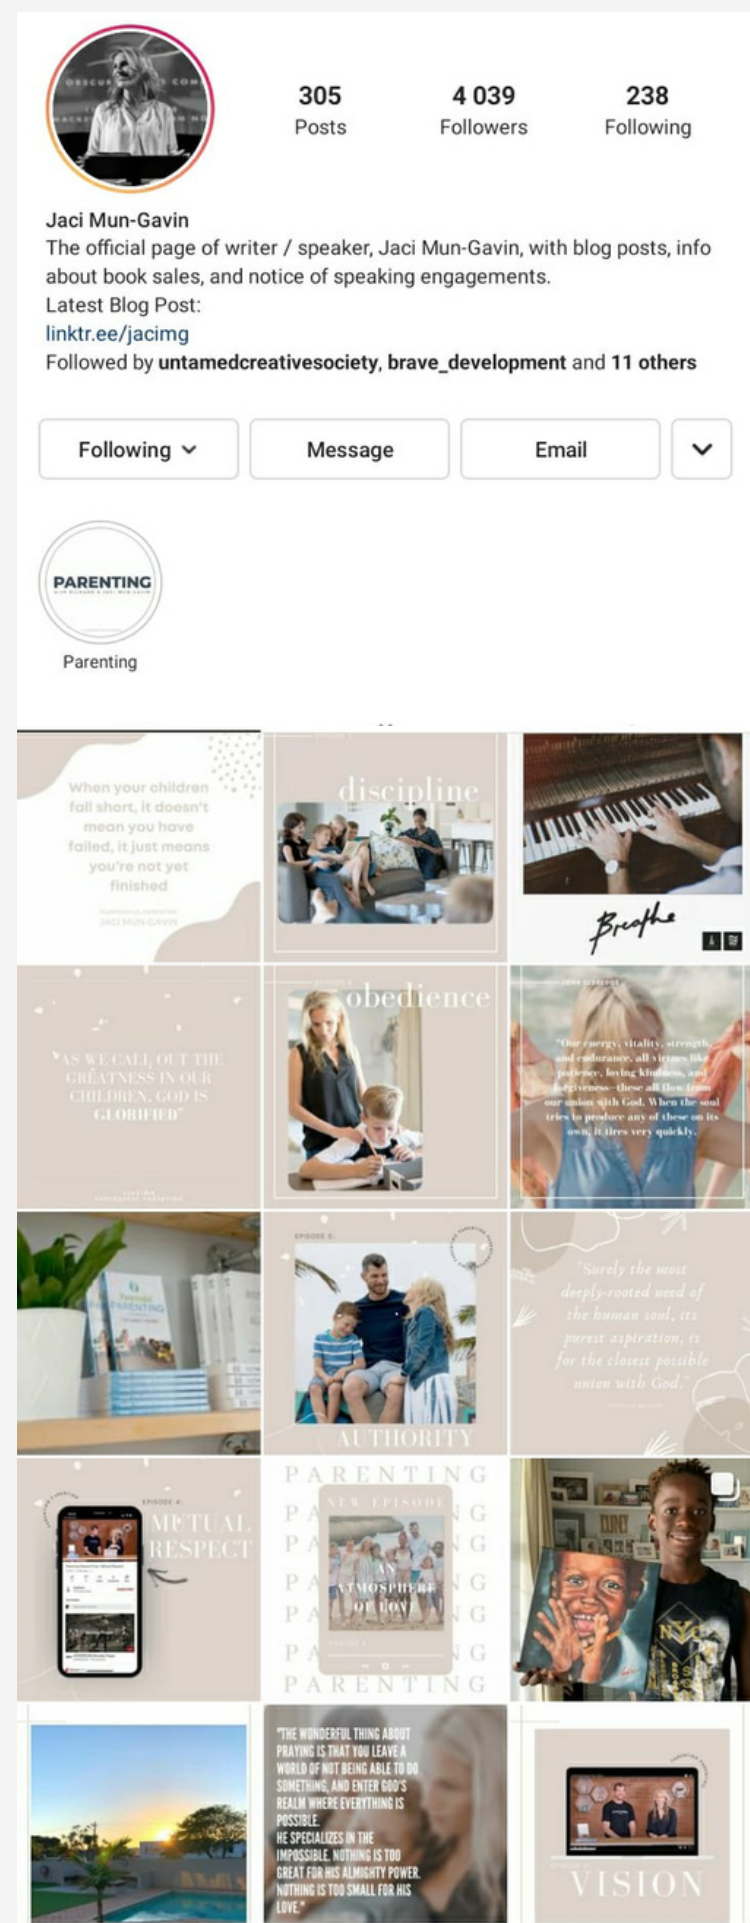 305
4 039
238
Posts
Followers
Following
Jaci Mun-Gavin
The official page of writer / speaker, Jaci Mun-Gavin, with blog posts, info
about book sales, and notice of speaking engagements.
Latest Blog Post:
linktr.ee/jacimg
Followed by untamedcreativesociety, brave_development and 11 others
Following
Message
Email
PARENTING
Parenting
When your children
fall short, it doesn't
mean you have
failed, it just means
you're not yet
finished
JACI MUN-GAVIN
discipline
Breathe
"AS WE CALL OUT THE
GREATNESS IN OUR
CHILDREN, GOD IS
GLORIFIED"
obedience
"Our energy, vitality, strength,
and endurance, all virtues like
patience, loving kindness, and
forgiveness—these all flow from
our union with God. When the soul
tries to produce any of these on its
own, it tires very quickly.
PARENTING
EPISODE 5:
AUTHORITY
"Surely the most
deeply-rooted need of
the human soul, its
purest aspiration, is
for the closest possible
union with God."
EPISODE 4:
MUTUAL
RESPECT
PARENTING
NEW EPISODE
AN
ATMOSPHERE
OF LOVE
PARENTING
"THE WONDERFUL THING ABOUT
PRAYING IS THAT YOU LEAVE A
WORLD OF NOT BEING ABLE TO DO
SOMETHING, AND ENTER GOD'S
REALM WHERE EVERYTHING IS
POSSIBLE.
HE SPECIALIZES IN THE
IMPOSSIBLE. NOTHING IS TOO
GREAT FOR HIS ALMIGHTY POWER.
NOTHING IS TOO SMALL FOR HIS
LOVE."
VISION